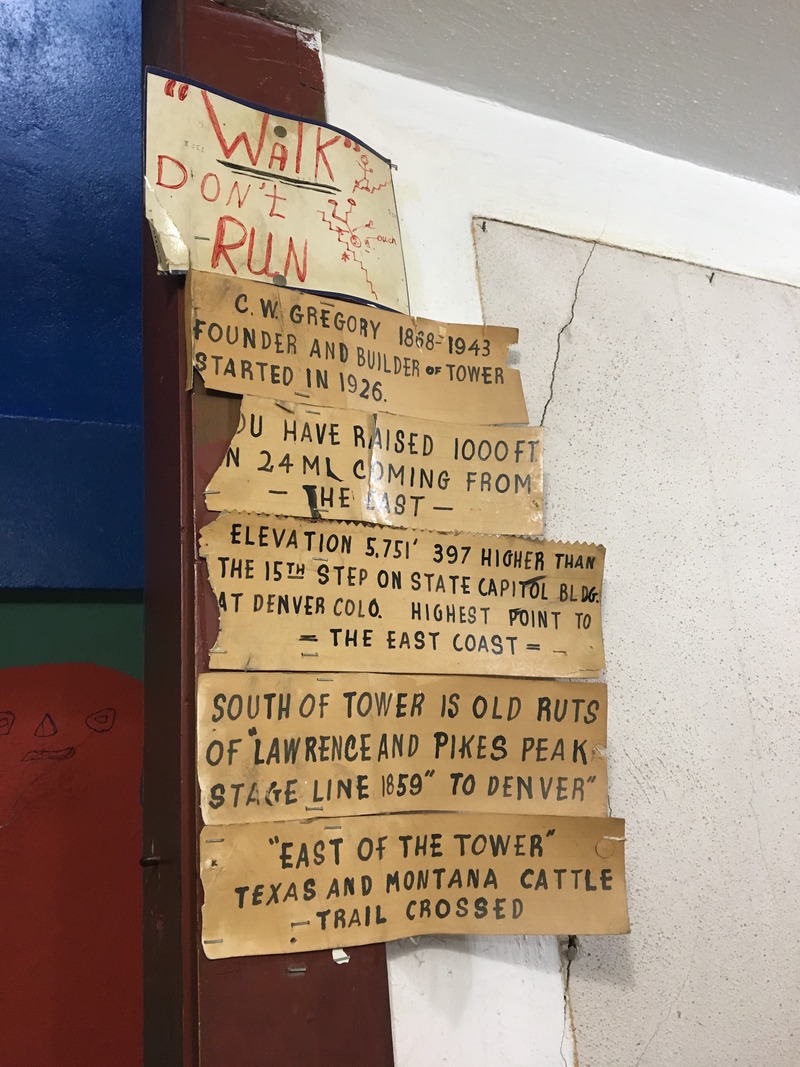 "WalK"
DON't
RUN
ouch
C. W. GREGORY 1868-1943
FOUNDER AND BUILDER OF TOWER
STARTED IN 1926.
OU HAVE RAISED 1000 FT
N 24 ML COMING FROM
— THE EAST —
ELEVATION 5,751' 397 HIGHER THAN
THE 15TH STEP ON STATE CAPITOL BLDG.
AT DENVER COLO. HIGHEST POINT TO
= THE EAST COAST =
SOUTH OF TOWER IS OLD RUTS
OF "LAWRENCE AND PIKES PEAK
STAGE LINE 1859" TO DENVER"
"EAST OF THE TOWER"
TEXAS AND MONTANA CATTLE
TRAIL CROSSED